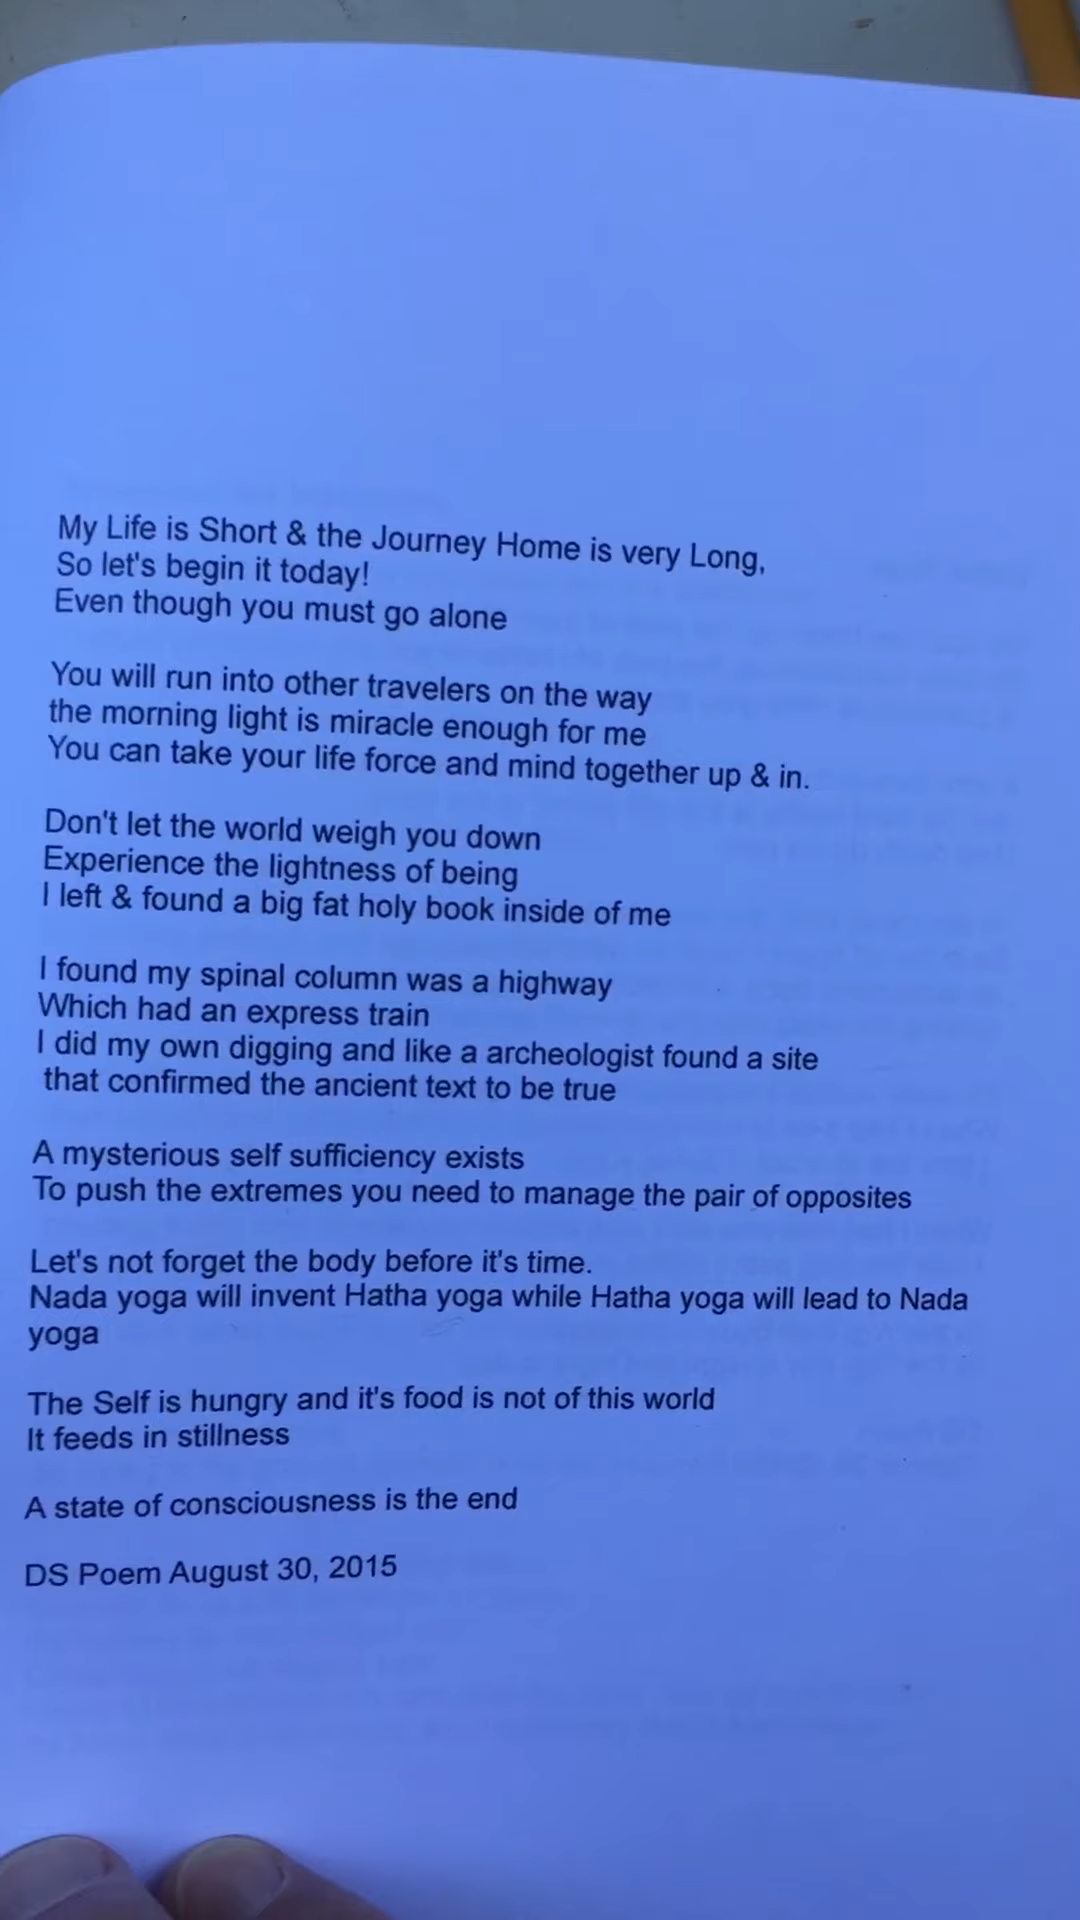 My Life is Short & the Journey Home is very Long,
So let's begin it today!
Even though you must go alone
You will run into other travelers on the way
the morning light is miracle enough for me
You can take your life force and mind together up & in.
Don't let the world weigh you down
Experience the lightness of being
I left & found a big fat holy book inside of me
I found my spinal column was a highway
Which had an express train
I did my own digging and like a archeologist found a site
that confirmed the ancient text to be true
A mysterious self sufficiency exists
To push the extremes you need to manage the pair of opposites
Let's not forget the body before it's time.
Nada yoga will invent Hatha yoga while Hatha yoga will lead to Nada
yoga
The Self is hungry and it's food is not of this world
It feeds in stillness
A state of consciousness is the end
DS Poem August 30, 2015